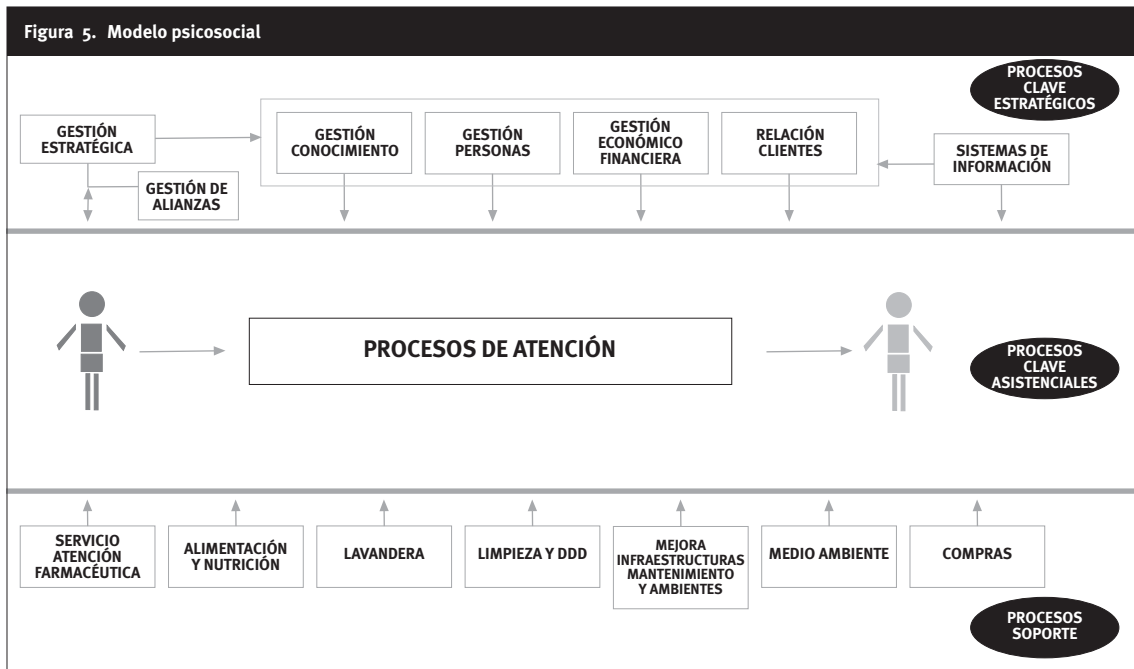 Figura 5. Modelo psicosocial
PROCESOS
CLAVE
ESTRATÉGICOS
GESTIÓN
ESTRATÉGICA
GESTIÓN DE
ALIANZAS
GESTIÓN
CONOCIMIENTO
GESTIÓN
PERSONAS
GESTIÓN
ECONÓMICO
FINANCIERA
RELACIÓN
CLIENTES
SISTEMAS DE
INFORMACIÓN
PROCESOS DE ATENCIÓN
PROCESOS
CLAVE
ASISTENCIALES
SERVICIO
ATENCIÓN
FARMACÉUTICA
ALIMENTACIÓN
Y NUTRICIÓN
LAVANDERA
LIMPIEZA Y DDD
MEJORA
INFRAESTRUCTURAS
MANTENIMIENTO
Y AMBIENTES
MEDIO AMBIENTE
COMPRAS
PROCESOS
SOPORTE